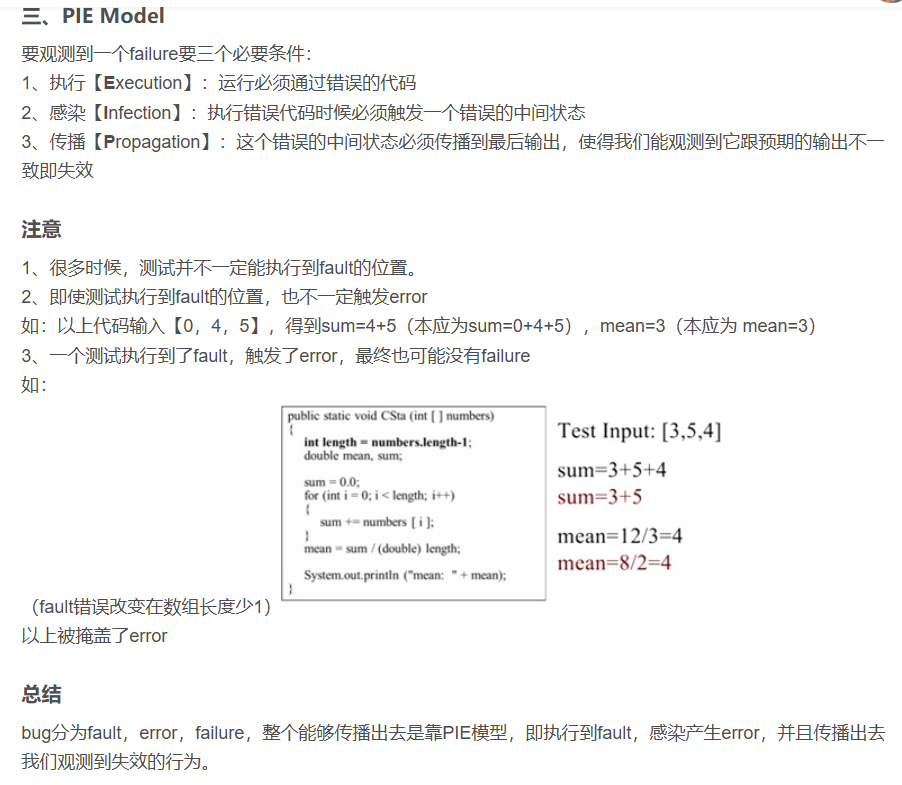 三、PIE Model
要观测到一个failure要三个必要条件：
1、执行【Execution】：运行必须通过错误的代码
2、感染【Infection】：执行错误代码时候必须触发一个错误的中间状态
3、传播【Propagation】：这个错误的中间状态必须传播到最后输出，使得我们能观测到它跟预期的输出不一
致即失效
注意
1、很多时候，测试并不一定能执行到fault的位置。
2、即使测试执行到fault的位置，也不一定触发error
如：以上代码输入【0，4，5】，得到sum=4+5（本应为sum=0+4+5），mean=3（本应为 mean=3）
3、一个测试执行到了fault，触发了error，最终也可能没有failure
如：
public static void CSta (int [ ] numbers)
{
int length = numbers.length-1;
double mean, sum;
sum = 0.0;
for (int i = 0; i < length; i++)
{
sum += numbers [ i ];
}
mean = sum / (double) length;
System.out.println ("mean: " + mean);
}
Test Input: [3,5,4]
sum=3+5+4
sum=3+5
mean=12/3=4
mean=8/2=4
（fault错误改变在数组长度少1）
以上被掩盖了error
总结
bug分为fault，error，failure，整个能够传播出去是靠PIE模型，即执行到fault，感染产生error，并且传播出去
我们观测到失效的行为。